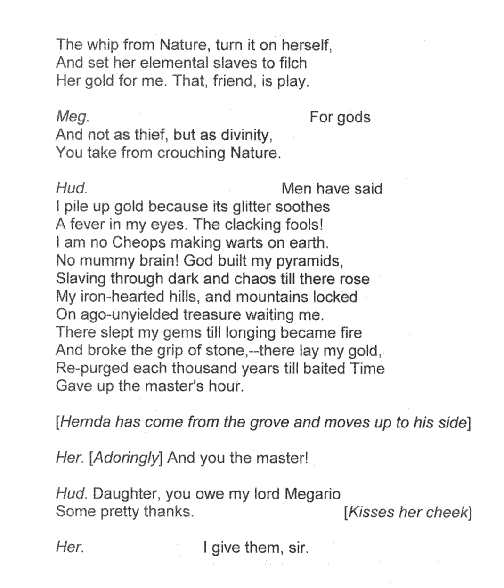 The whip from Nature, turn it on herself,
And set her elemental slaves to filch
Her gold for me. That, friend, is play.
Meg. For gods
And not as thief, but as divinity,
You take from crouching Nature.
Hud. Men have said
I pile up gold because its glitter soothes
A fever in my eyes. The clacking fools!
I am no Cheops making warts on earth.
No mummy brain! God built my pyramids,
Slaving through dark and chaos till there rose
My iron-hearted hills, and mountains locked
On ago-unyielded treasure waiting me.
There slept my gems till longing became fire
And broke the grip of stone,--there lay my gold,
Re-purged each thousand years till baited Time
Gave up the master's hour.
[Hernda has come from the grove and moves up to his side]
Her. [Adoringly] And you the master!
Hud. Daughter, you owe my lord Megario
Some pretty thanks. [Kisses her cheek]
Her. I give them, sir.